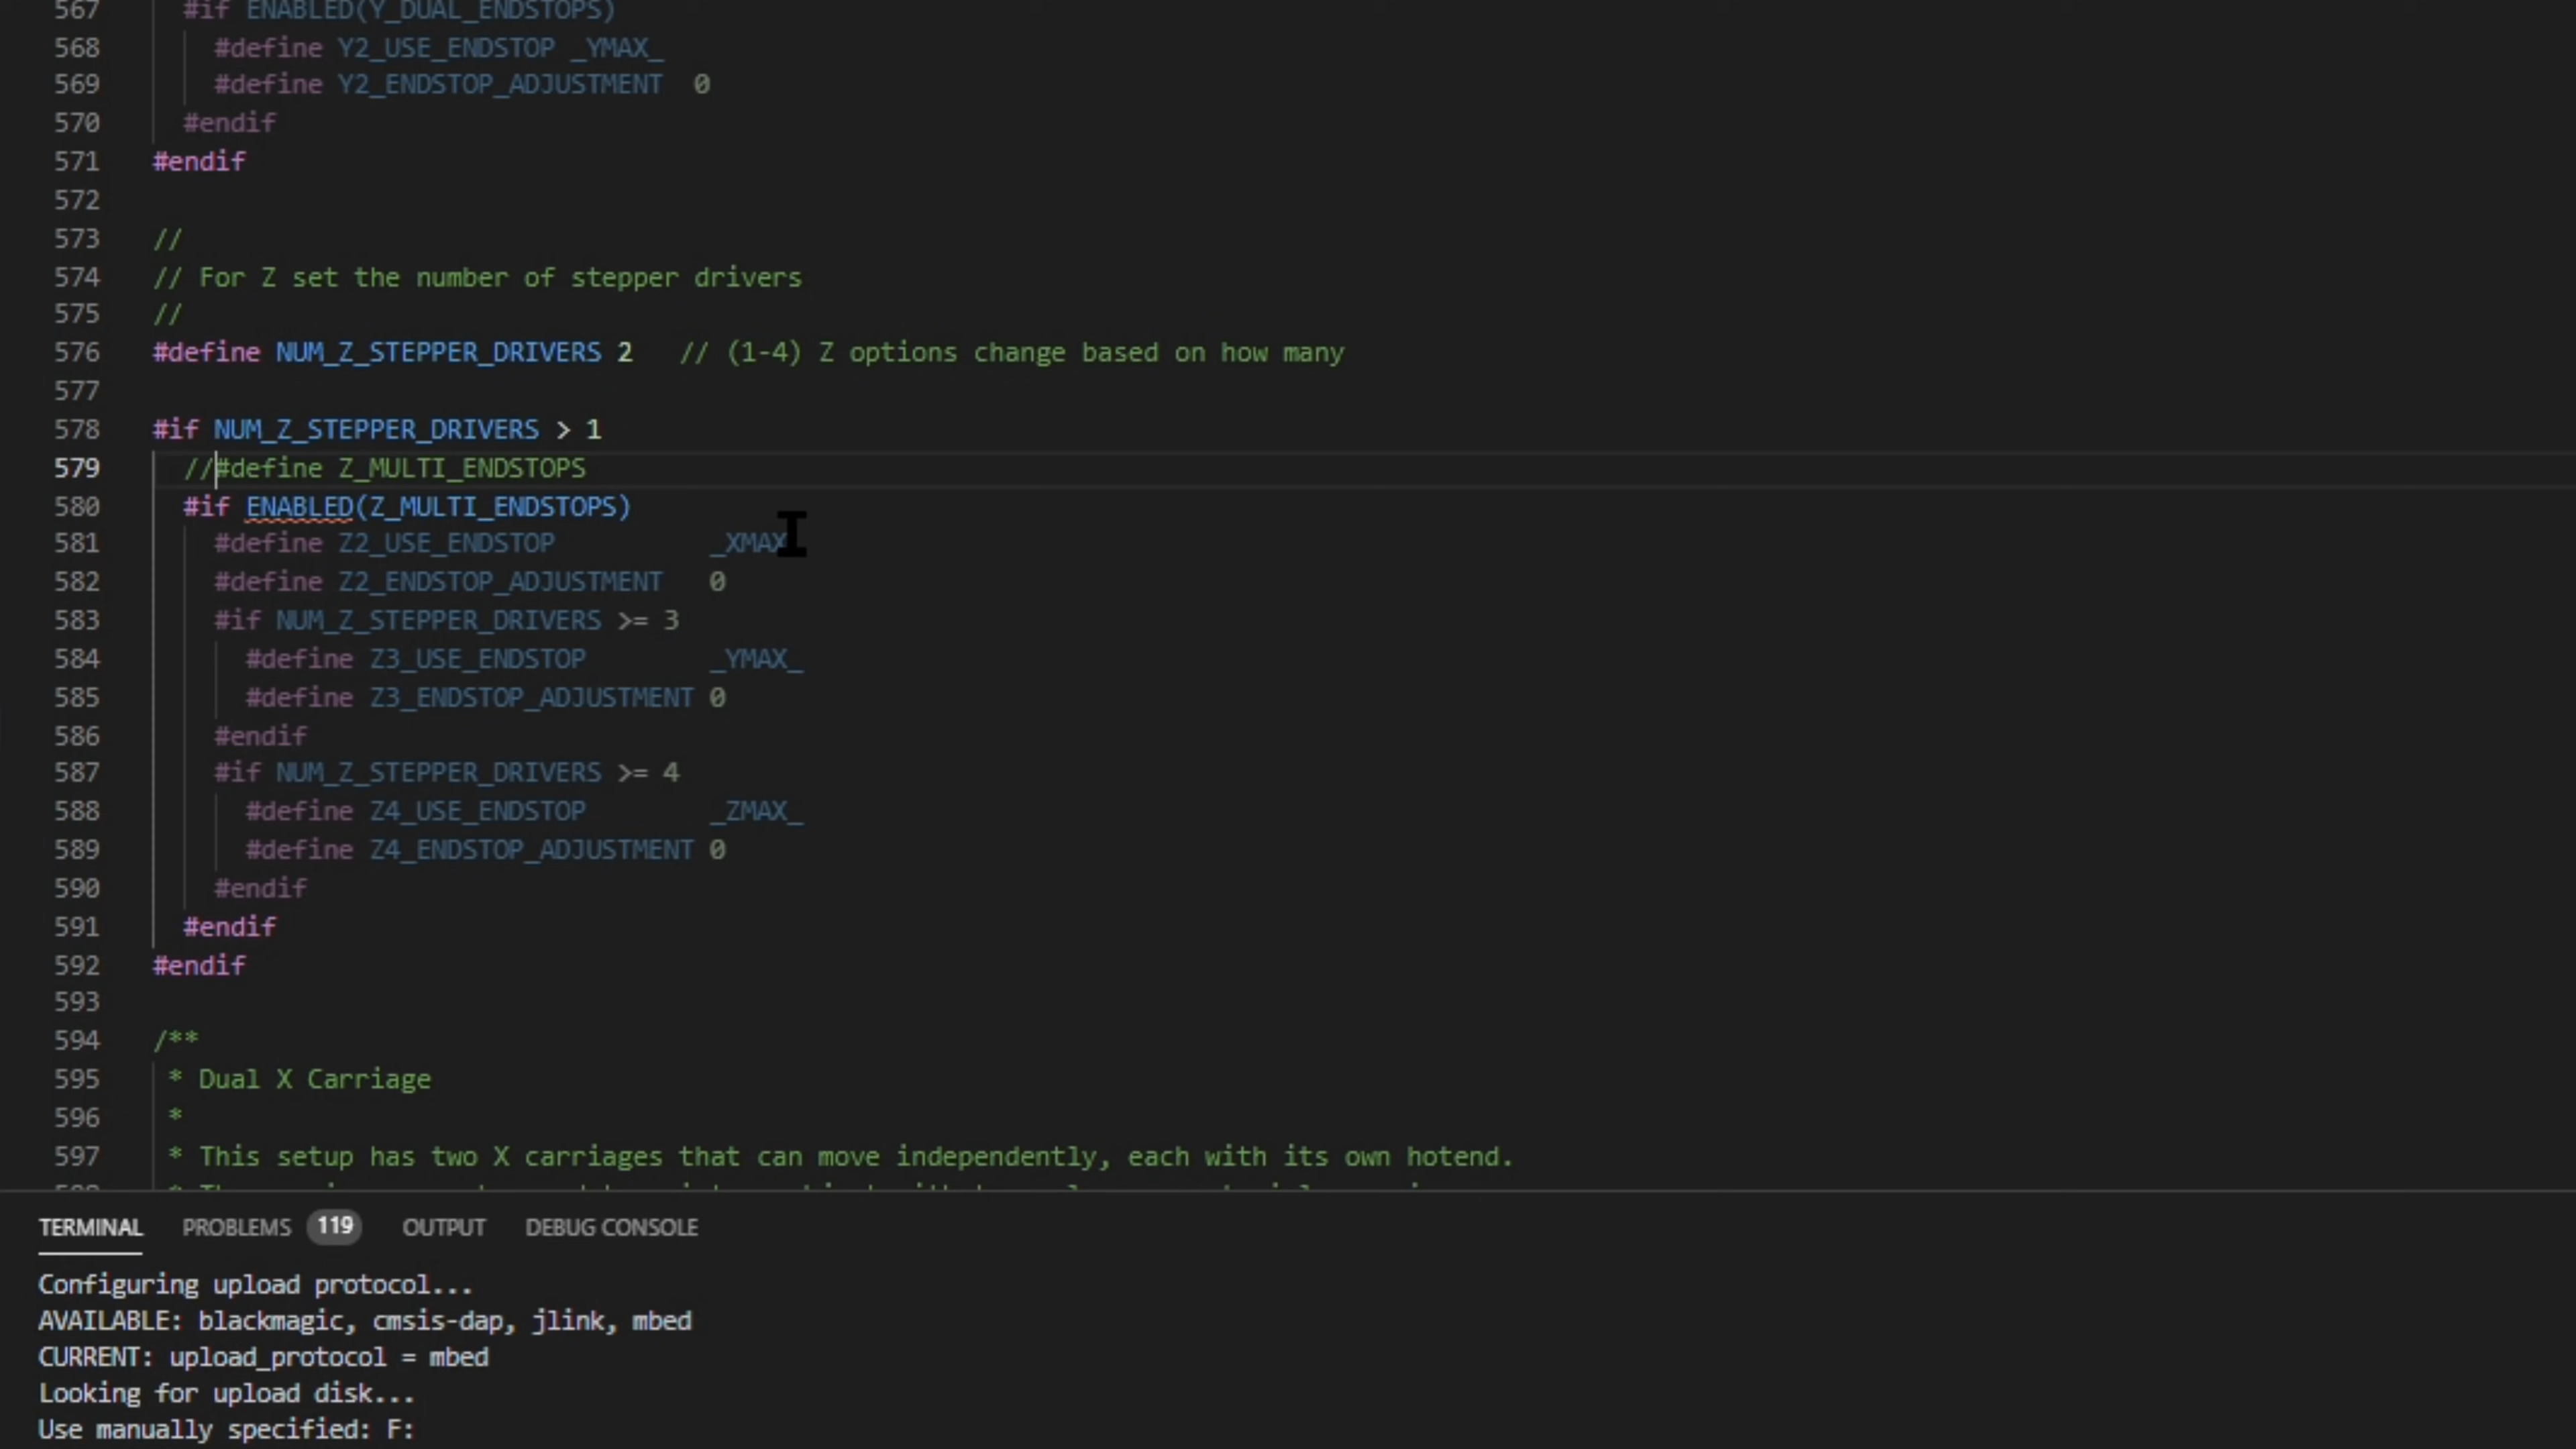 567 #if ENABLED(Y_DUAL_ENDSTOPS)
568 #define Y2_USE_ENDSTOP _YMAX_
569 #define Y2_ENDSTOP_ADJUSTMENT 0
570 #endif
571 #endif
572
573 //
574 // For Z set the number of stepper drivers
575 //
576 #define NUM_Z_STEPPER_DRIVERS 2 // (1-4) Z options change based on how many
577
578 #if NUM_Z_STEPPER_DRIVERS > 1
579 //#define Z_MULTI_ENDSTOPS
580 #if ENABLED(Z_MULTI_ENDSTOPS)
581 #define Z2_USE_ENDSTOP _XMAX
582 #define Z2_ENDSTOP_ADJUSTMENT 0
583 #if NUM_Z_STEPPER_DRIVERS >= 3
584 #define Z3_USE_ENDSTOP _YMAX_
585 #define Z3_ENDSTOP_ADJUSTMENT 0
586 #endif
587 #if NUM_Z_STEPPER_DRIVERS >= 4
588 #define Z4_USE_ENDSTOP _ZMAX_
589 #define Z4_ENDSTOP_ADJUSTMENT 0
590 #endif
591 #endif
592 #endif
593
594 /**
595 * Dual X Carriage
596 *
597 * This setup has two X carriages that can move independently, each with its own hotend.
TERMINAL PROBLEMS 119 OUTPUT DEBUG CONSOLE
Configuring upload protocol...
AVAILABLE: blackmagic, cmsis-dap, jlink, mbed
CURRENT: upload_protocol = mbed
Looking for upload disk...
Use manually specified: F: